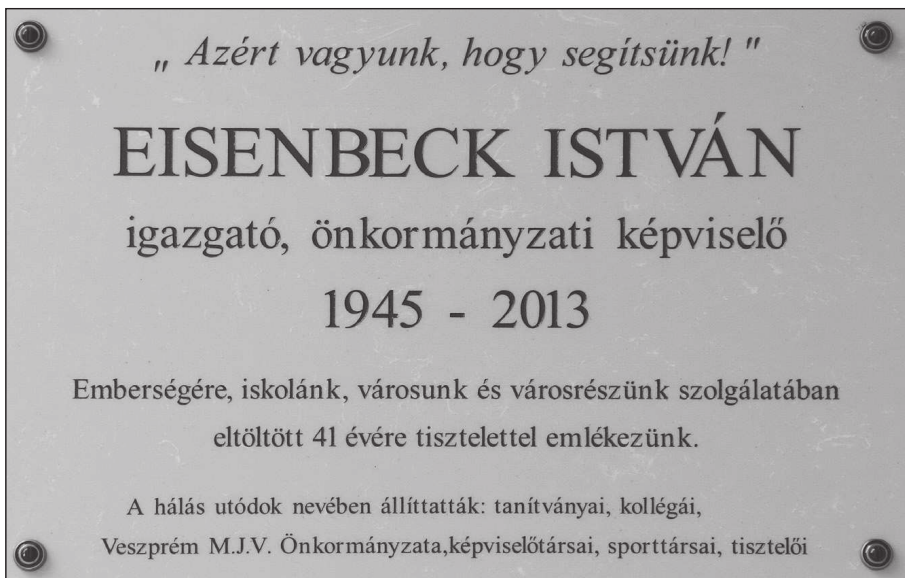 „ Azért vagyunk, hogy segítsünk! "
EISENBECK ISTVÁN
igazgató, önkormányzati képviselő
1945 - 2013
Emberségére, iskolánk, városunk és városrészünk szolgálatában
eltöltött 41 évére tisztelettel emlékezünk.
A hálás utódok nevében állíttatták: tanítványai, kollégái,
Veszprém M.J.V. Önkormányzata,képviselőtársai, sporttársai, tisztelői